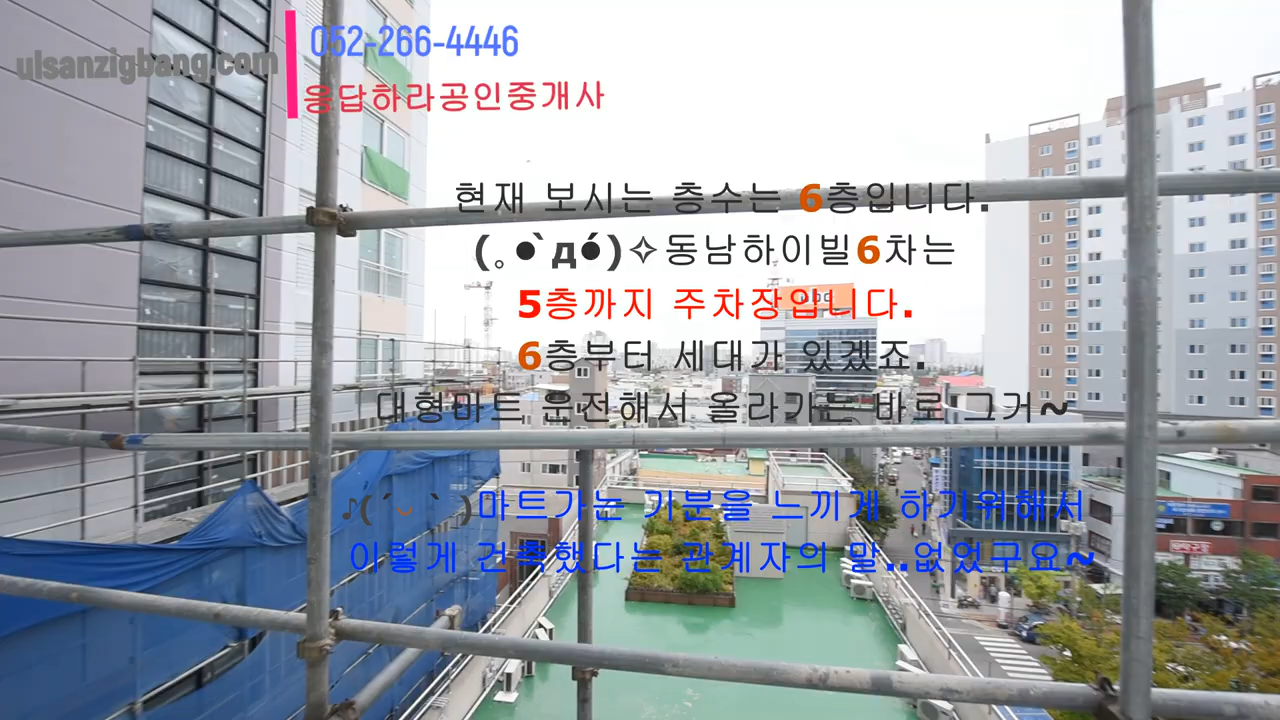 ulsanzigbang.com
052-266-4446
응답하라공인중개사
현재 보시는 층수는 6층입니다.
(｡●`д●́)✧동남하이빌6차는
5층까지 주차장입니다.
6층부터 세대가 있겠죠.
대형마트 운전해서 올라가는 바로 그거~
♪(´ᴗ`)마트가는 기분을 느끼게 하기위해서
이렇게 건축했다는 관계자의 말..없었구요~